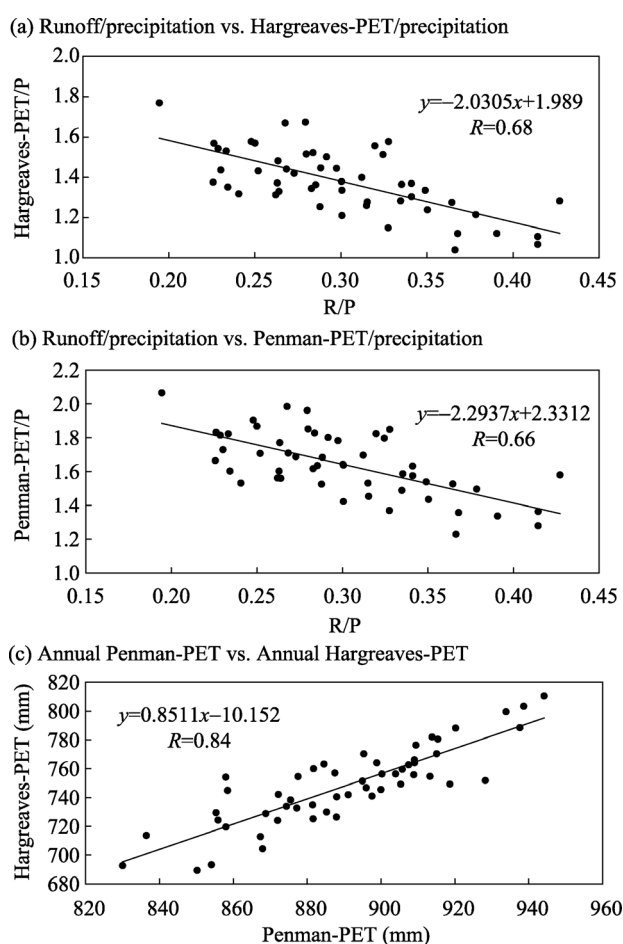 (a) Runoff/precipitation vs. Hargreaves-PET/precipitation
2.0
1.8
1.6
1.4
1.2
1.0
Hargreaves-PET/P
y=−2.0305x+1.989
R=0.68
0.15 0.20 0.25 0.30 0.35 0.40 0.45
R/P
(b) Runoff/precipitation vs. Penman-PET/precipitation
2.2
2.0
1.8
1.6
1.4
1.2
1.0
Penman-PET/P
y=−2.2937x+2.3312
R=0.66
0.15 0.20 0.25 0.30 0.35 0.40 0.45
R/P
(c) Annual Penman-PET vs. Annual Hargreaves-PET
820
800
780
760
740
720
700
680
Hargreaves-PET (mm)
y=0.8511x−10.152
R=0.84
820 840 860 880 900 920 940 960
Penman-PET (mm)